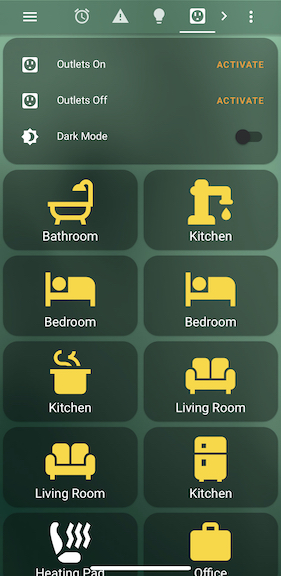 Outlets On ACTIVATE
Outlets Off ACTIVATE
Dark Mode
Bathroom Kitchen
Bedroom Bedroom
Kitchen Living Room
Living Room Kitchen
Heating Pad Office